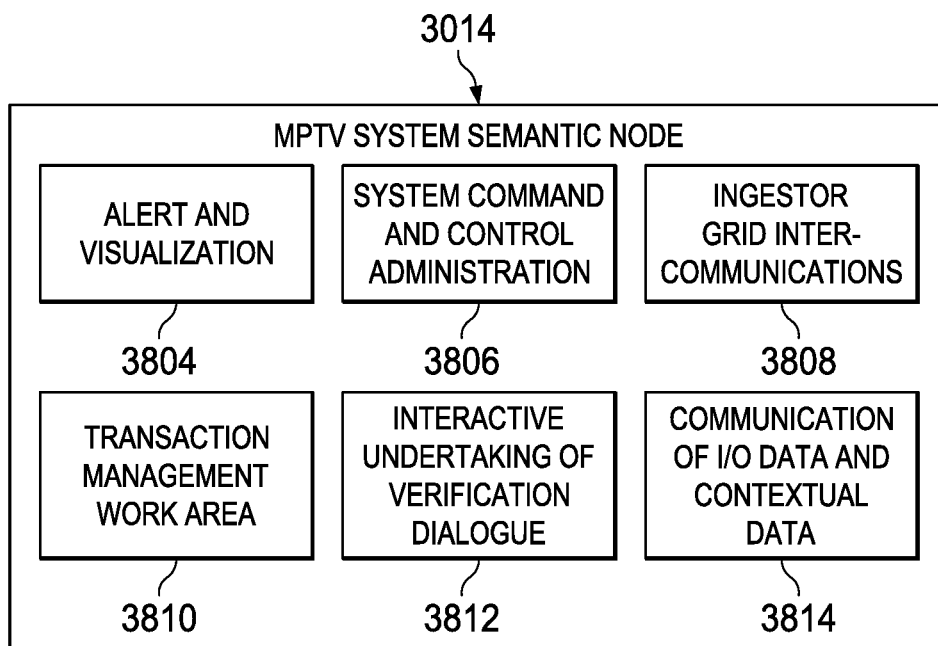 3014
MPTV SYSTEM SEMANTIC NODE
ALERT AND
VISUALIZATION
3804
SYSTEM COMMAND
AND CONTROL
ADMINISTRATION
3806
INGESTOR
GRID INTER-
COMMUNICATIONS
3808
TRANSACTION
MANAGEMENT
WORK AREA
3810
INTERACTIVE
UNDERTAKING OF
VERIFICATION
DIALOGUE
3812
COMMUNICATION
OF I/O DATA AND
CONTEXTUAL
DATA
3814